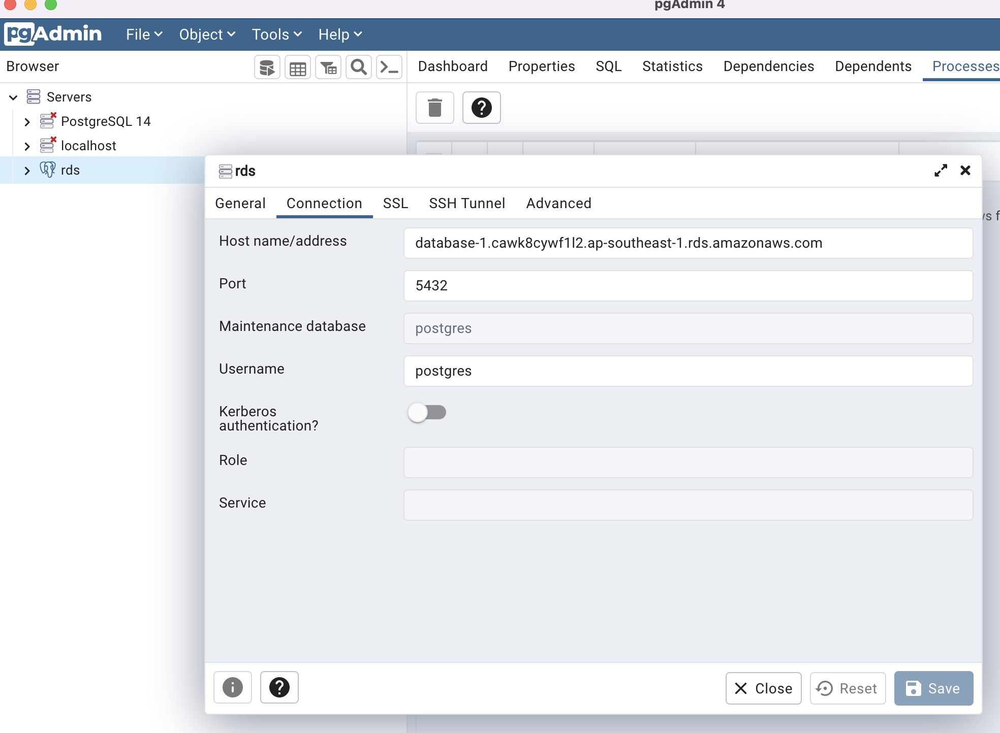 pgAdmin 4
pgAdmin File Object Tools Help
Browser
Dashboard Properties SQL Statistics Dependencies Dependents Processes
Servers
PostgreSQL 14
localhost
rds
rds
General Connection SSL SSH Tunnel Advanced
Host name/address database-1.cawk8cywf1l2.ap-southeast-1.rds.amazonaws.com
Port 5432
Maintenance database postgres
Username postgres
Kerberos
authentication?
Role
Service
Close Reset Save